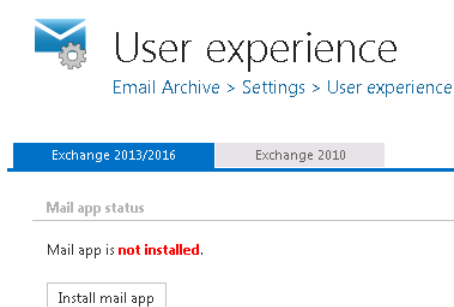 User experience
Email Archive > Settings > User experience
Exchange 2013/2016
Exchange 2010
Mail app status
Mail app is not installed.
Install mail app